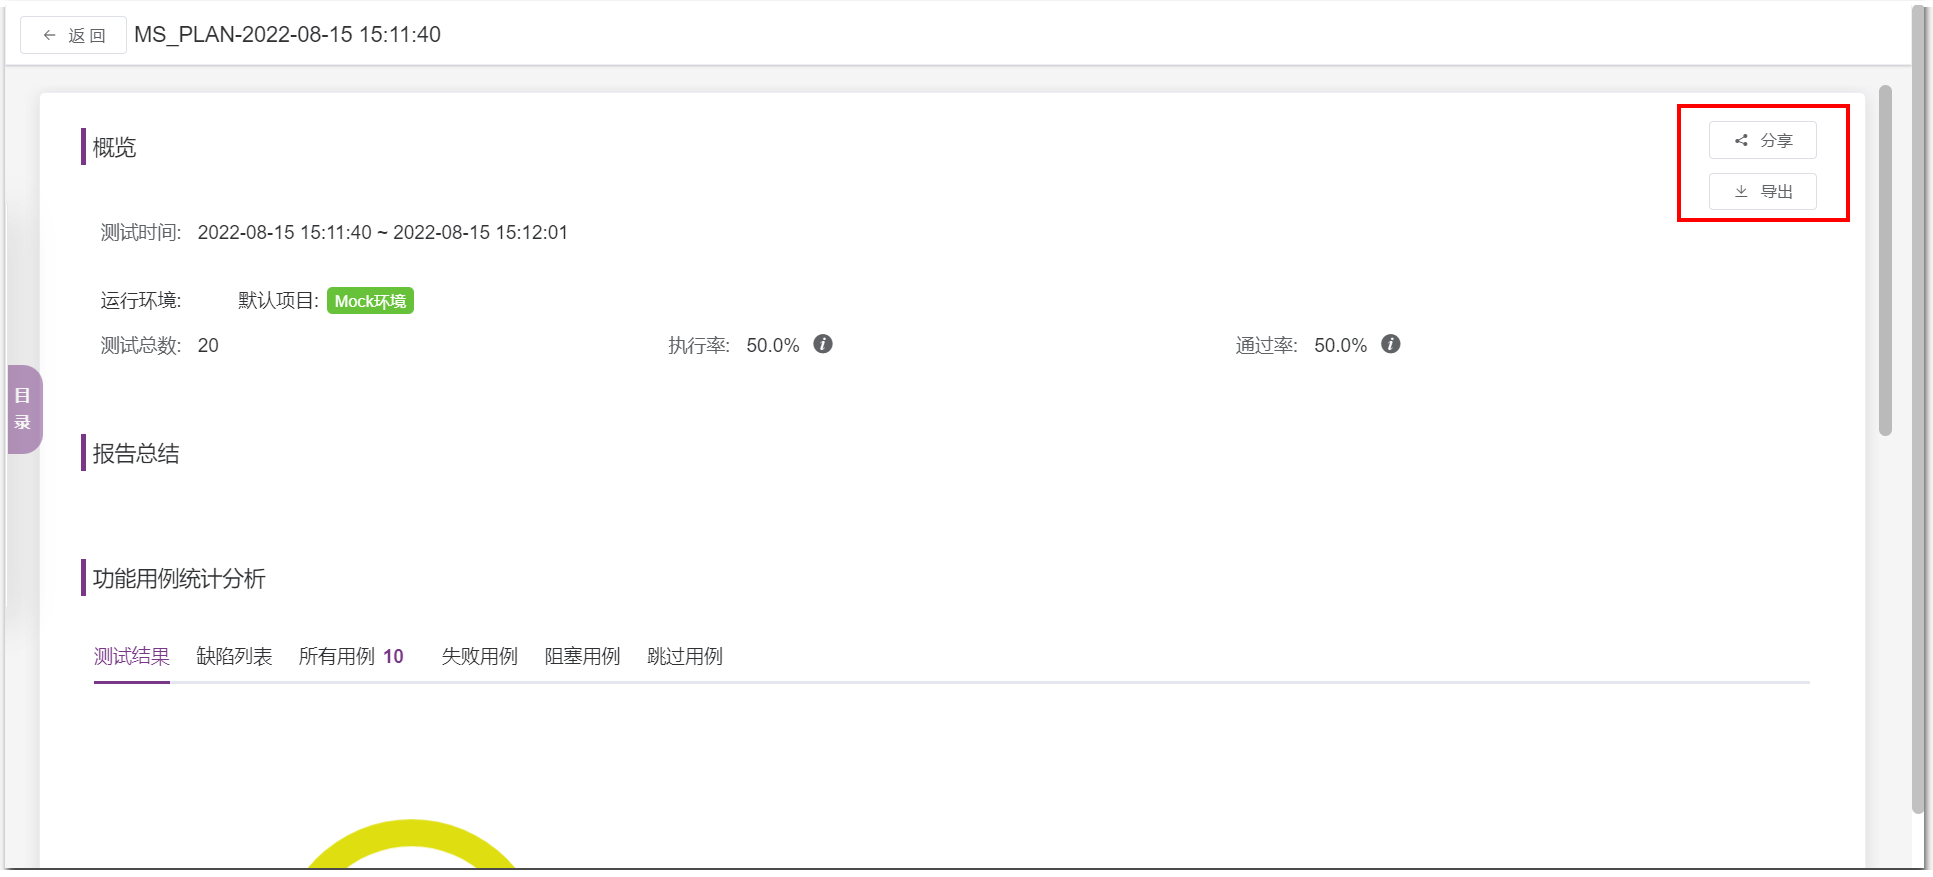 返 回 MS_PLAN-2022-08-15 15:11:40
概览
分享
导出
测试时间: 2022-08-15 15:11:40 ~ 2022-08-15 15:12:01
运行环境: 默认项目: Mock环境
测试总数: 20 执行率: 50.0% 通过率: 50.0%
目
录
报告总结
功能用例统计分析
测试结果 缺陷列表 所有用例 10 失败用例 阻塞用例 跳过用例